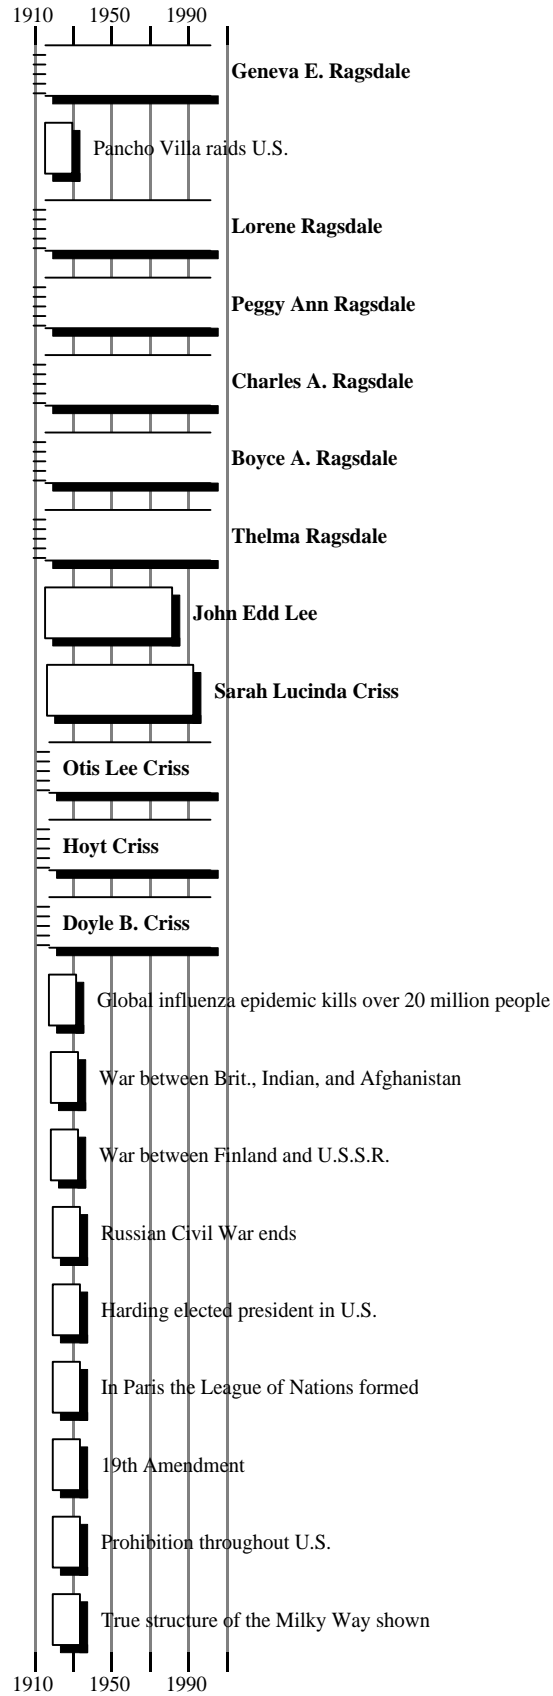 1910 1950 1990
Geneva E. Ragsdale
Pancho Villa raids U.S.
Lorene Ragsdale
Peggy Ann Ragsdale
Charles A. Ragsdale
Boyce A. Ragsdale
Thelma Ragsdale
John Edd Lee
Sarah Lucinda Criss
Otis Lee Criss
Hoyt Criss
Doyle B. Criss
Global influenza epidemic kills over 20 million people
War between Brit., Indian, and Afghanistan
War between Finland and U.S.S.R.
Russian Civil War ends
Harding elected president in U.S.
In Paris the League of Nations formed
19th Amendment
Prohibition throughout U.S.
True structure of the Milky Way shown
1910 1950 1990